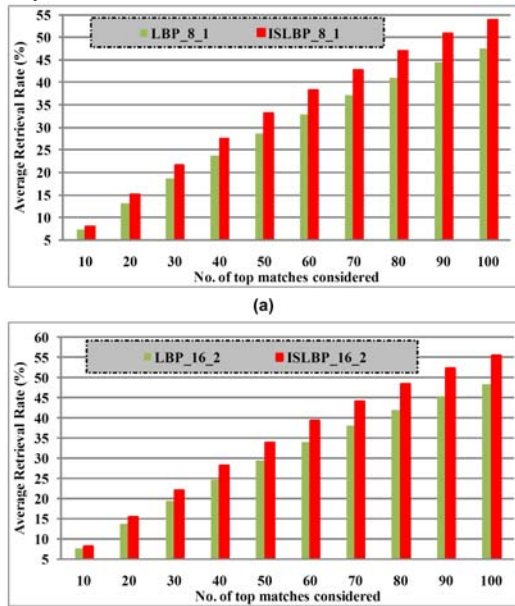 LBP_8_1 ISLBP_8_1
Average Retrieval Rate (%)
55
50
45
40
35
30
25
20
15
10
5
10 20 30 40 50 60 70 80 90 100
No. of top matches considered
(a)
LBP_16_2 ISLBP_16_2
Average Retrieval Rate (%)
60
55
50
45
40
35
30
25
20
15
10
5
10 20 30 40 50 60 70 80 90 100
No. of top matches considered